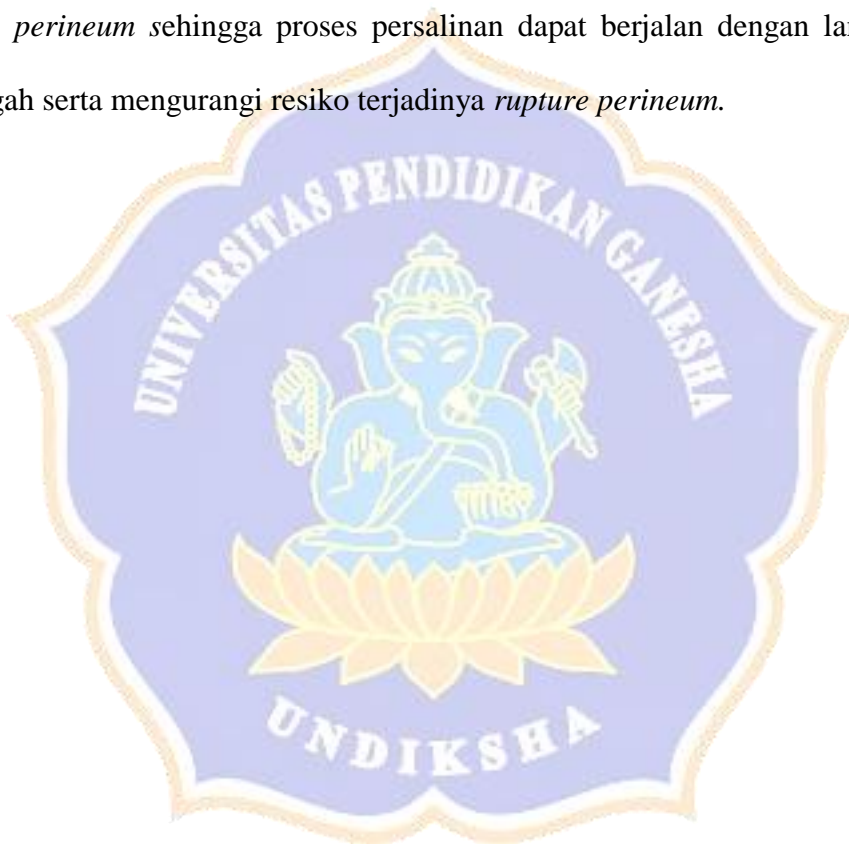 perineum sehingga proses persalinan dapat berjalan dengan
serta mengurangi resiko terjadinya rupture perineum.
UNIVERSITAS PENDIDIKAN GANESHA
UNDIKSHA